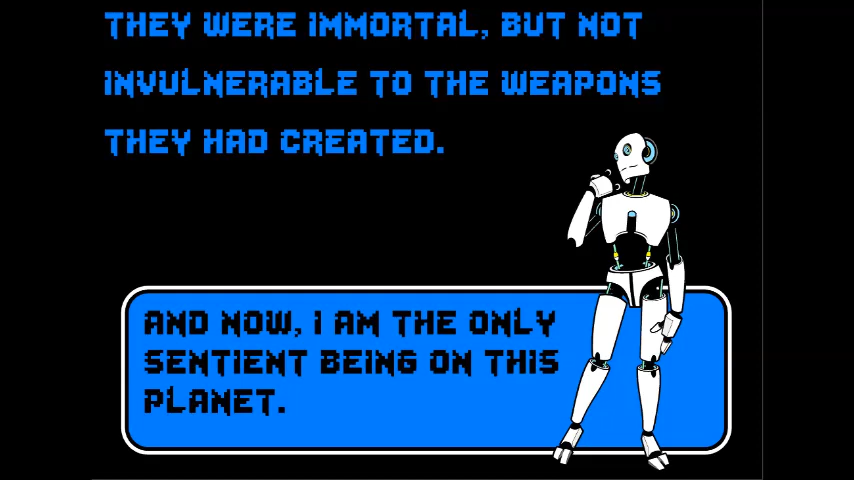 THEY WERE IMMORTAL, BUT NOT
INVULNERABLE TO THE WEAPONS
THEY HAD CREATED.
AND NOW, I AM THE ONLY
SENTIENT BEING ON THIS
PLANET.